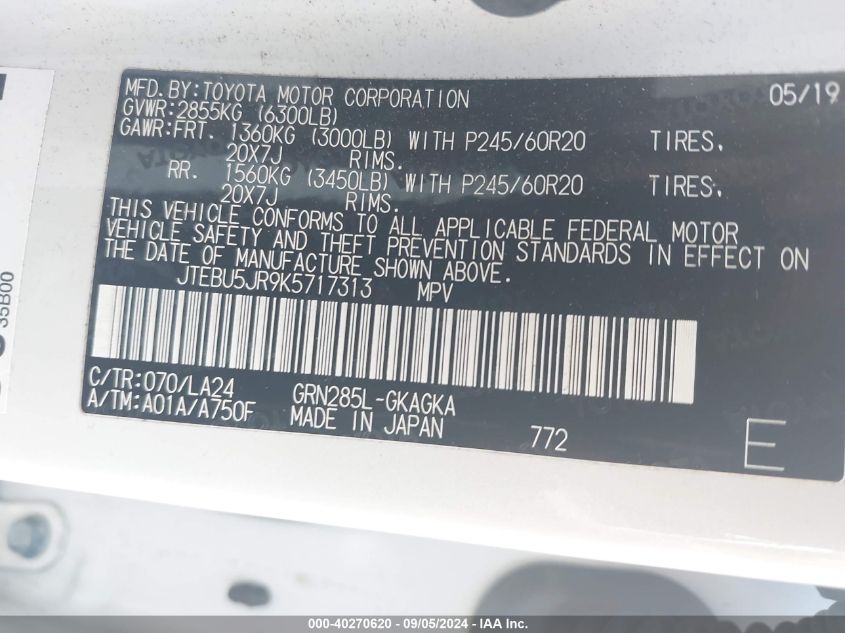 MFD.BY:TOYOTA MOTOR CORPORATION 05/19
GVWR:2855KG (6300LB)
GAWR:FRT. 1360KG (3000LB) WITH P245/60R20 TIRES,
20X7J RIMS.
RR. 1560KG (3450LB) WITH P245/60R20 TIRES,
20X7J RIMS.
THIS VEHICLE CONFORMS TO ALL APPLICABLE FEDERAL MOTOR
VEHICLE SAFETY AND THEFT PREVENTION STANDARDS IN EFFECT ON
THE DATE OF MANUFACTURE SHOWN ABOVE.
JTEBU5JR9K5717313 MPV
C/TR:070/LA24 GRN285L-GKAGKA
A/TM:A01A/A750F MADE IN JAPAN 772 E
35B00
000-40270620 - 09/05/2024 - IAA Inc.